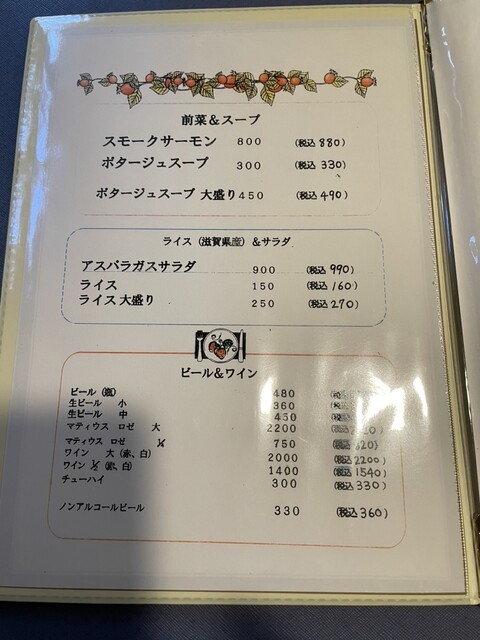 前菜＆スープ
スモークサーモン 800 (税込 880)
ポタージュスープ 300 (税込 330)
ポタージュスープ 大盛り 450 (税込 490)
ライス (滋賀県産) ＆サラダ
アスパラガスサラダ 900 (税込 990)
ライス 150 (税込 160)
ライス大盛り 250 (税込 270)
ビール＆ワイン
ビール (瓶) 480
生ビール 小 360
生ビール 中 450
マティウス ロゼ 大 2200
マティウス ロゼ 750
ワイン 大 (赤、白) 2000 (税込 2200)
ワイン ½ (赤、白) 1400 (税込 1540)
チューハイ 300 (税込 330)
ノンアルコールビール 330 (税込 360)